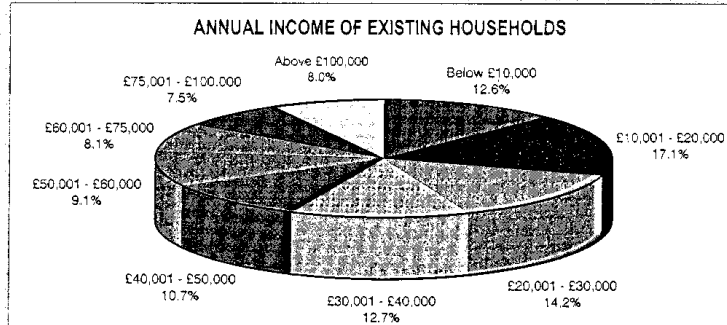 ANNUAL INCOME OF EXISTING HOUSEHOLDS
Above £100,000
8.0%
Below £10,000
12.6%
£10,001 - £20,000
17.1%
£20,001 - £30,000
14.2%
£30,001 - £40,000
12.7%
£40,001 - £50,000
10.7%
£50,001 - £60,000
9.1%
£60,001 - £75,000
8.1%
£75,001 - £100.000
7.5%